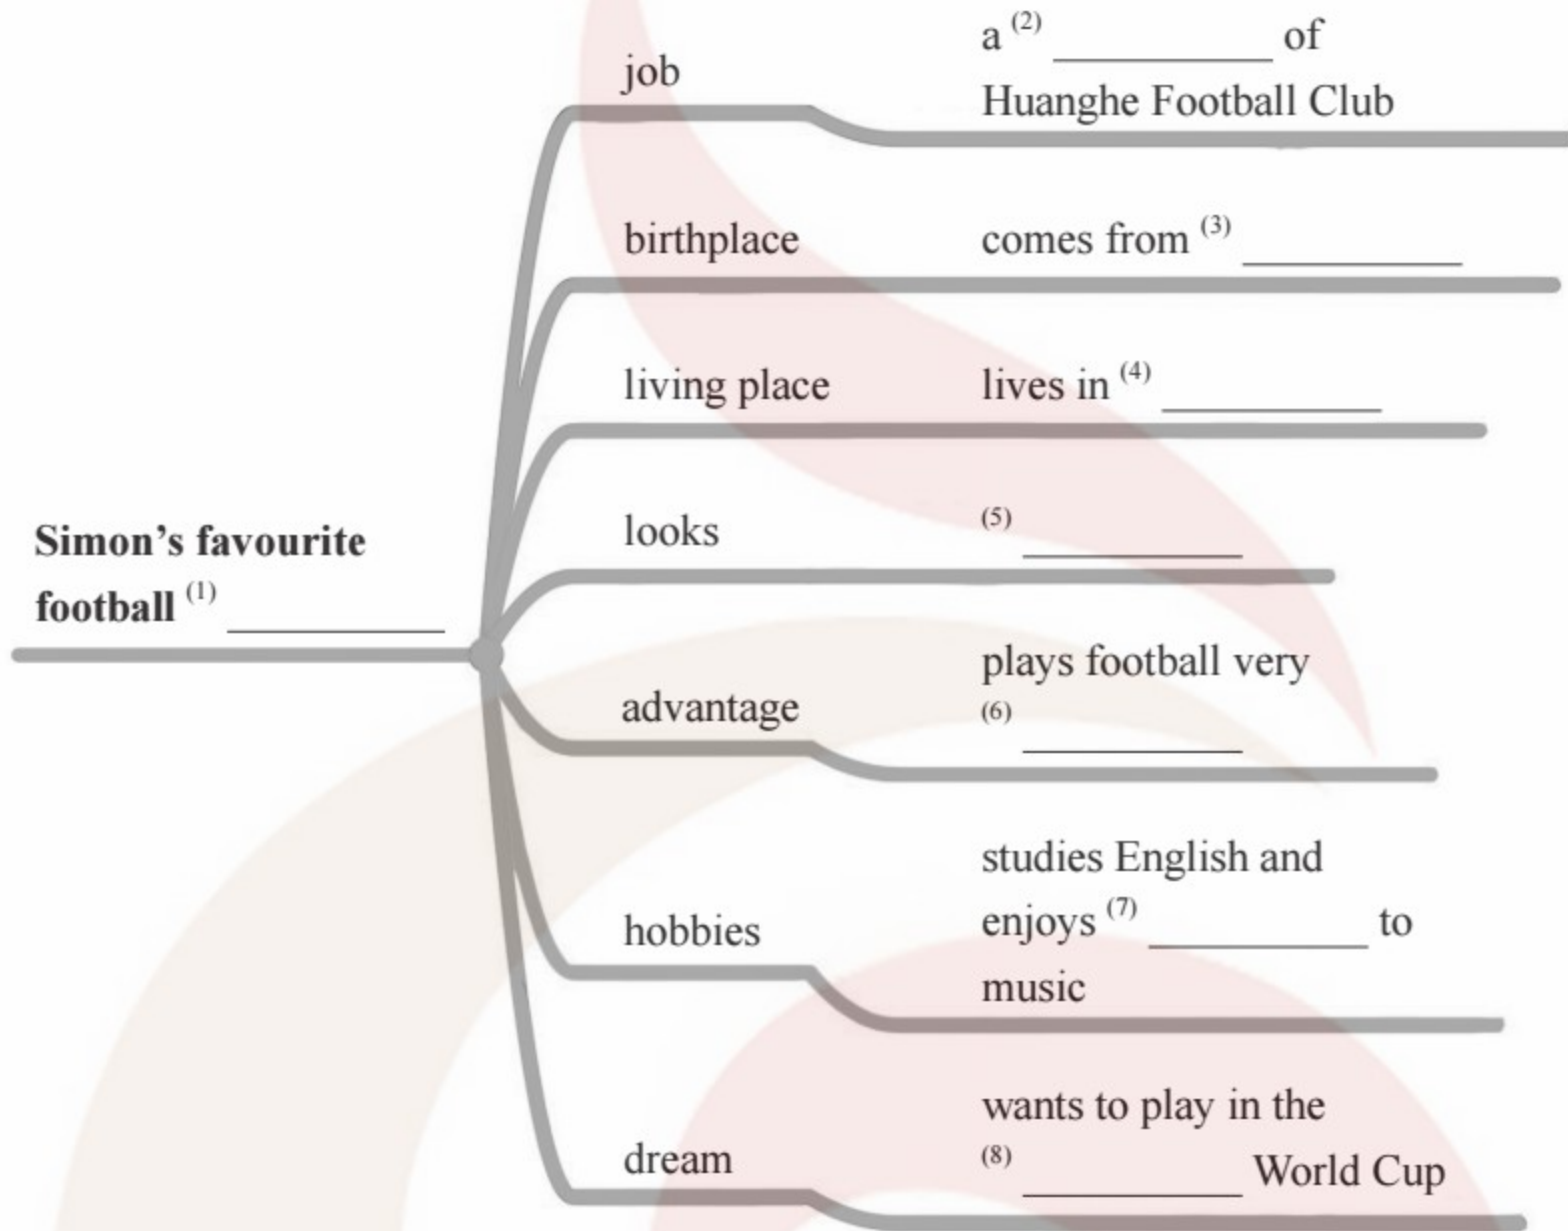 Simon's favourite
football (1) __________
job
a (2) __________ of
Huanghe Football Club
birthplace
comes from (3) __________
living place
lives in (4) __________
looks
(5) __________
advantage
plays football very
(6) __________
hobbies
studies English and
enjoys (7) __________ to
music
dream
wants to play in the
(8) __________ World Cup